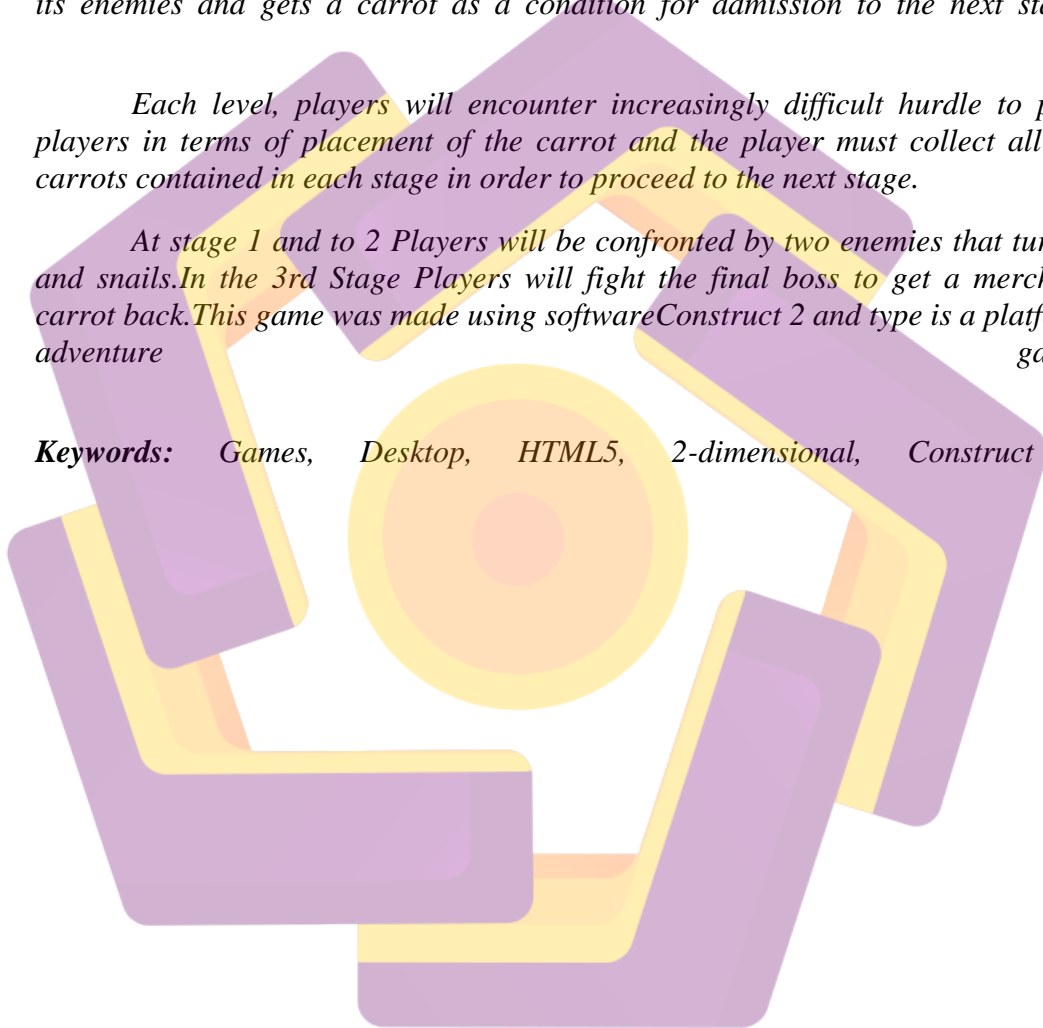 its enemies and gets a carrot as a condition for admission to the next
Each level, players will encounter increasingly difficult hurdle to
players in terms of placement of the carrot and the player must collect all
carrots contained in each stage in order to proceed to the next stage.
At stage 1 and to 2 Players will be confronted by two enemies that
and snails.In the 3rd Stage Players will fight the final boss to get a
carrot back.This game was made using softwareConstruct 2 and type is a
adventure
Keywords: Games, Desktop, HTML5, 2-dimensional, Construct